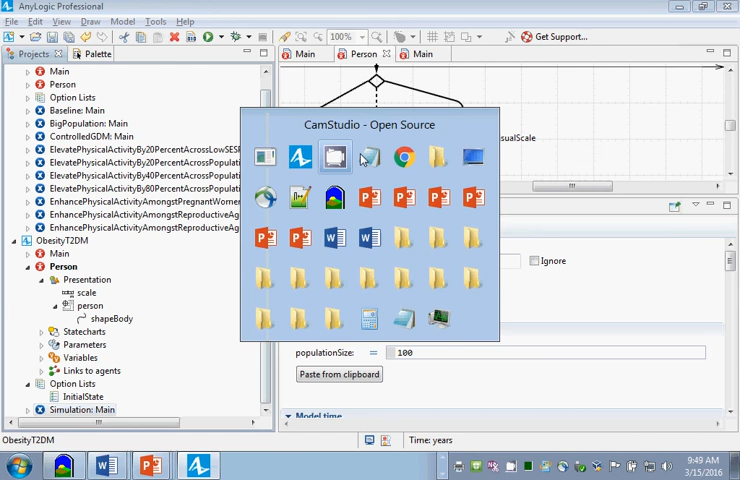 AnyLogic Professional
File Edit View Draw Model Tools Help
100% Get Support...
Projects Palette
Main Person Main
Main
Person
Option Lists
Baseline: Main
BigPopulation: Main
ControlledGDM: Main
ElevatePhysicalActivityBy20PercentAcrossLowSESP
ElevatePhysicalActivityBy20PercentAcrossPopulati
ElevatePhysicalActivityBy40PercentAcrossPopulati
ElevatePhysicalActivityBy80PercentAcrossPopulati
EnhancePhysicalActivityAmongstPregnantWomen
EnhancePhysicalActivityAmongstReproductiveAg
EnhancePhysicalActivityAmongstReproductiveAg
ObesityT2DM
Main
Person
Presentation
scale
person
shapeBody
Statecharts
Parameters
Variables
Links to agents
Option Lists
InitialState
Simulation: Main
CamStudio - Open Source
sualScale
Ignore
populationSize: = 100
Paste from clipboard
Model time
ObesityT2DM
Time: years
9:49 AM
3/15/2016